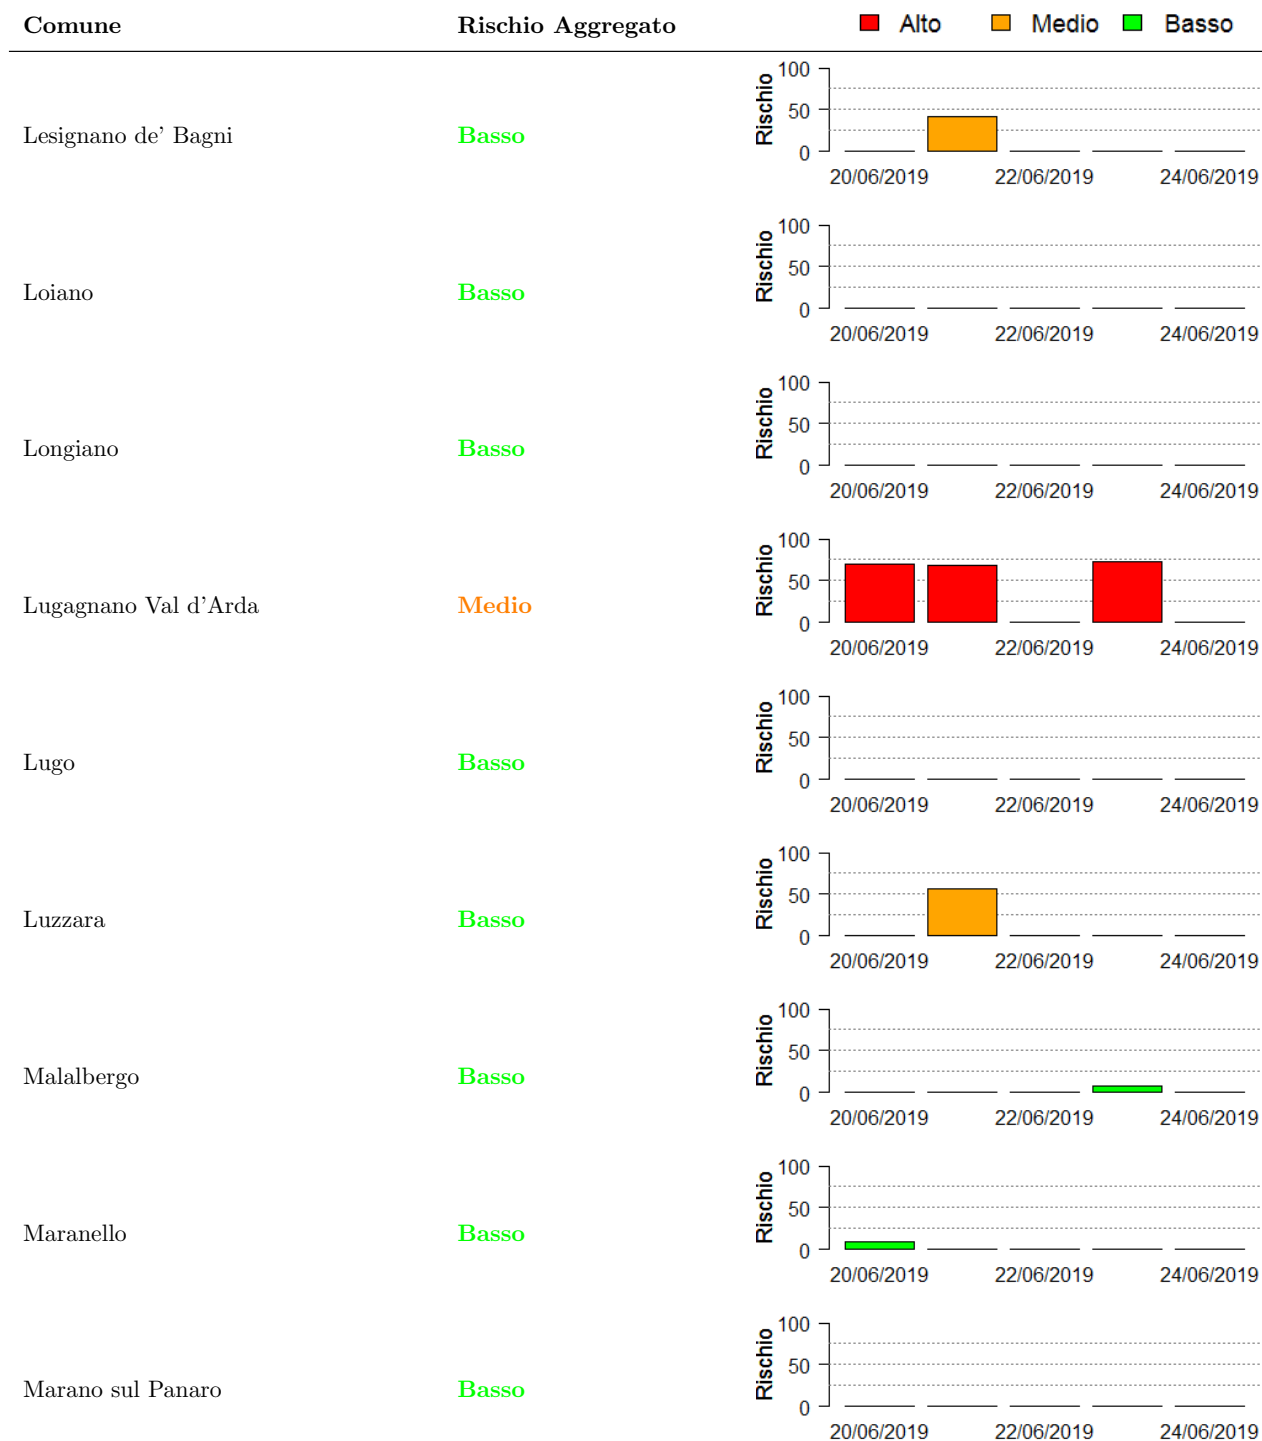 Comune Rischio Aggregato Alto Medio Basso
Lesignano de' Bagni Basso Rischio 100 50 0
20/06/2019 22/06/2019 24/06/2019
Loiano Basso Rischio 100 50 0
20/06/2019 22/06/2019 24/06/2019
Longiano Basso Rischio 100 50 0
20/06/2019 22/06/2019 24/06/2019
Lugagnano Val d'Arda Medio Rischio 100 50 0
20/06/2019 22/06/2019 24/06/2019
Lugo Basso Rischio 100 50 0
20/06/2019 22/06/2019 24/06/2019
Luzzara Basso Rischio 100 50 0
20/06/2019 22/06/2019 24/06/2019
Malalbergo Basso Rischio 100 50 0
20/06/2019 22/06/2019 24/06/2019
Maranello Basso Rischio 100 50 0
20/06/2019 22/06/2019 24/06/2019
Marano sul Panaro Basso Rischio 100 50 0
20/06/2019 22/06/2019 24/06/2019